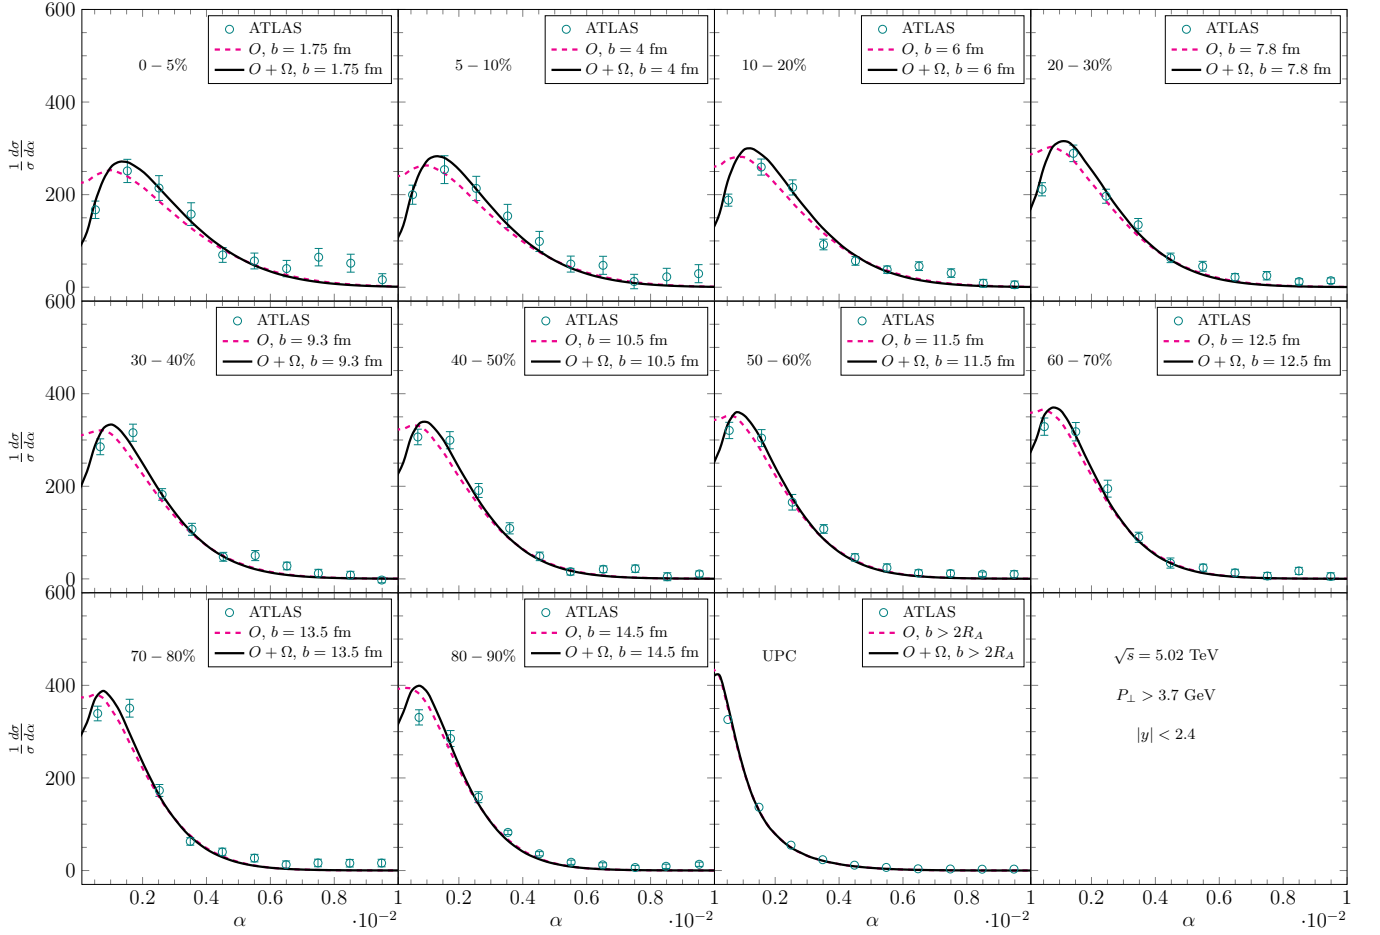 600
400
200
0
1/σ dσ/dα
0 − 5%
ATLAS
O, b = 1.75 fm
O + Ω, b = 1.75 fm
5 − 10%
ATLAS
O, b = 4 fm
O + Ω, b = 4 fm
10 − 20%
ATLAS
O, b = 6 fm
O + Ω, b = 6 fm
20 − 30%
ATLAS
O, b = 7.8 fm
O + Ω, b = 7.8 fm
600
400
200
0
1/σ dσ/dα
30 − 40%
ATLAS
O, b = 9.3 fm
O + Ω, b = 9.3 fm
40 − 50%
ATLAS
O, b = 10.5 fm
O + Ω, b = 10.5 fm
50 − 60%
ATLAS
O, b = 11.5 fm
O + Ω, b = 11.5 fm
60 − 70%
ATLAS
O, b = 12.5 fm
O + Ω, b = 12.5 fm
600
400
200
0
1/σ dσ/dα
70 − 80%
ATLAS
O, b = 13.5 fm
O + Ω, b = 13.5 fm
80 − 90%
ATLAS
O, b = 14.5 fm
O + Ω, b = 14.5 fm
UPC
ATLAS
O, b > 2R_A
O + Ω, b > 2R_A
√s = 5.02 TeV
P⊥ > 3.7 GeV
|y| < 2.4
0.2 0.4 0.6 0.8 1
α
·10⁻²
0.2 0.4 0.6 0.8 1
α
·10⁻²
0.2 0.4 0.6 0.8 1
α
·10⁻²
0.2 0.4 0.6 0.8 1
α
·10⁻²